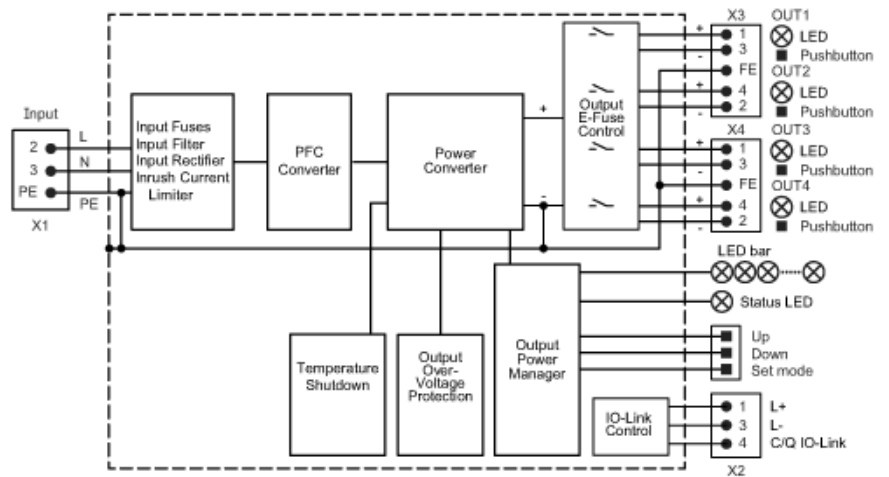 Input
2
L
3
N
PE
PE
X1
Input Fuses
Input Filter
Input Rectifier
Inrush Current
Limiter
PFC
Converter
Power
Converter
+
-
Output
E-Fuse
Control
X3
OUT1
+
1
LED
-
3
Pushbutton
FE
OUT2
+
4
LED
-
2
Pushbutton
X4
OUT3
+
1
LED
-
3
Pushbutton
FE
OUT4
+
4
LED
-
2
Pushbutton
LED bar
Status LED
Temperature
Shutdown
Output
Over-
Voltage
Protection
Output
Power
Manager
Up
Down
Set mode
IO-Link
Control
1
L+
3
L-
4
C/Q IO-Link
X2